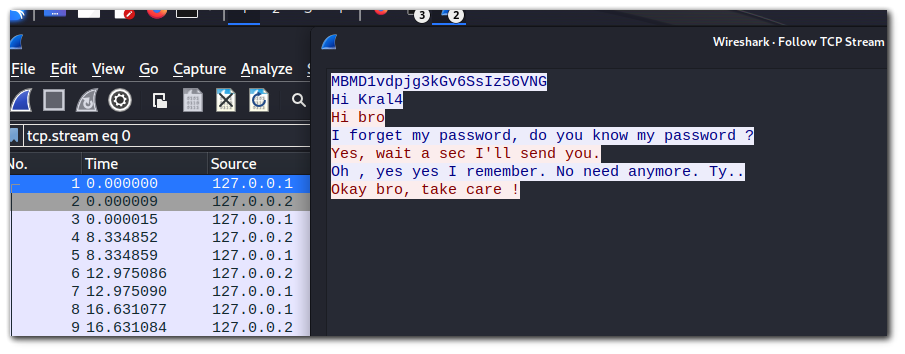 3
2
Wireshark · Follow TCP Stream
File Edit View Go Capture Analyze
tcp.stream eq 0
No. Time Source
1 0.000000 127.0.0.1
2 0.000009 127.0.0.2
3 0.000015 127.0.0.1
4 8.334852 127.0.0.2
5 8.334859 127.0.0.1
6 12.975086 127.0.0.2
7 12.975090 127.0.0.1
8 16.631077 127.0.0.1
9 16.631084 127.0.0.2
MBMD1vdpjg3kGv6SsIz56VNG
Hi Kral4
Hi bro
I forget my password, do you know my password ?
Yes, wait a sec I'll send you.
Oh , yes yes I remember. No need anymore. Ty..
Okay bro, take care !